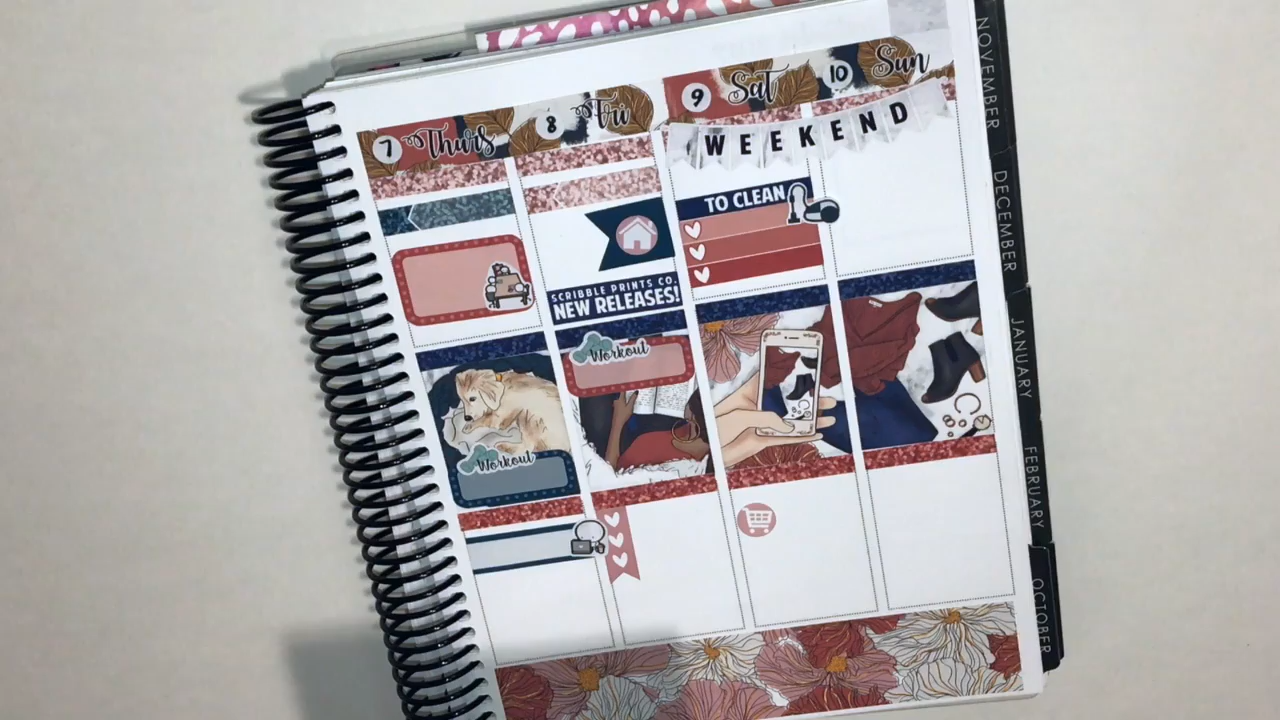 7 Thurs
8 Fri
9 Sat
10 Sun
WEEKEND
TO CLEAN
SCRIBBLE PRINTS CO.
NEW RELEASES!
Workout
Workout
NOVEMBER
DECEMBER
JANUARY
FEBRUARY
OCTOBER